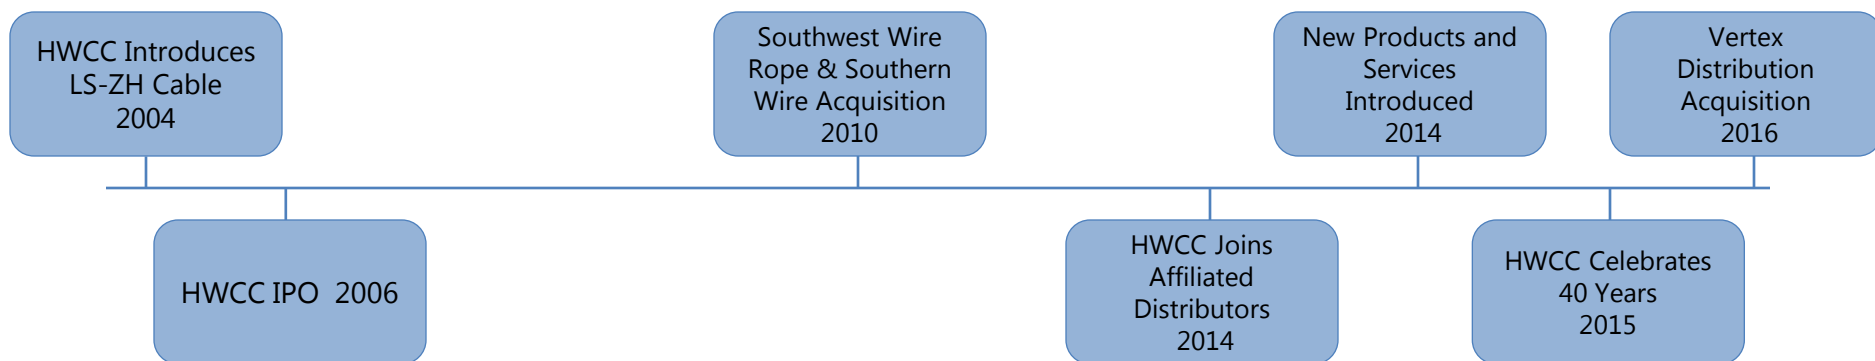 HWCC Introduces
LS-ZH Cable
2004
Southwest Wire
Rope & Southern
Wire Acquisition
2010
New Products and
Services
Introduced
2014
Vertex
Distribution
Acquisition
2016
HWCC IPO  2006
HWCC Joins
Affiliated
Distributors
2014
HWCC Celebrates
40 Years
2015